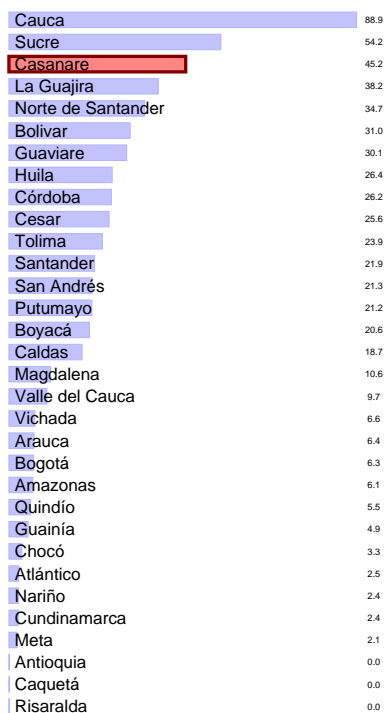 Cauca 88.9
Sucre 54.2
Casanare 45.2
La Guajira 38.2
Norte de Santander 34.7
Bolivar 31.0
Guaviare 30.1
Huila 26.4
Córdoba 26.2
Cesar 25.6
Tolima 23.9
Santander 21.9
San Andrés 21.3
Putumayo 21.2
Boyacá 20.6
Caldas 18.7
Magdalena 10.6
Valle del Cauca 9.7
Vichada 6.6
Arauca 6.4
Bogotá 6.3
Amazonas 6.1
Quindío 5.5
Guainía 4.9
Chocó 3.3
Atlántico 2.5
Nariño 2.4
Cundinamarca 2.4
Meta 2.1
Antioquia 0.0
Caquetá 0.0
Risaralda 0.0